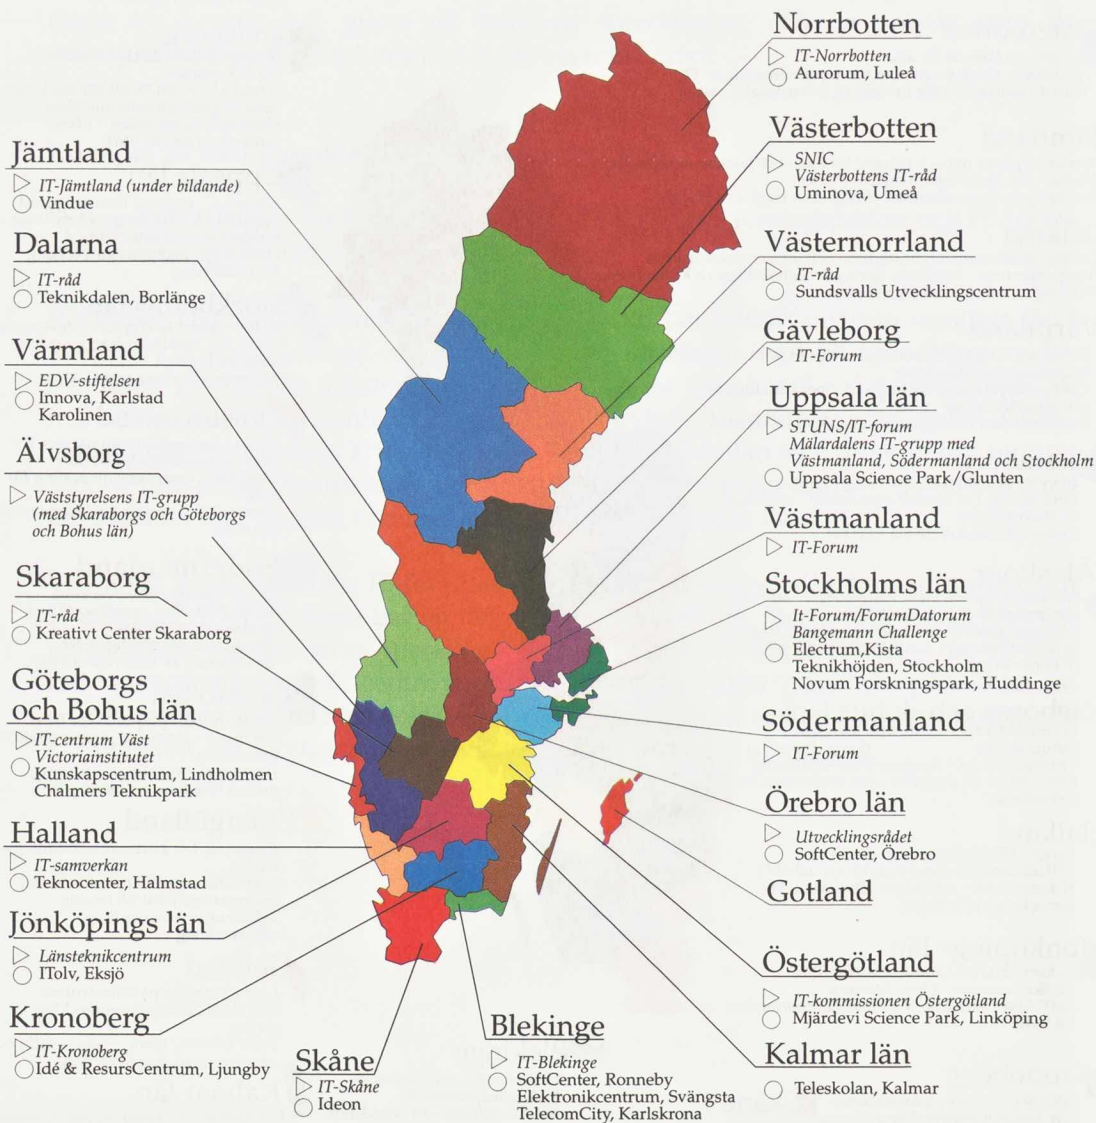 Norrbotten
IT-Norrbotten
Aurorum, Luleå
Västerbotten
SNIC
Västerbottens IT-råd
Uminova, Umeå
Västernorrland
IT-råd
Sundsvalls Utvecklingscentrum
Gävleborg
IT-Forum
Uppsala län
STUNS/IT-forum
Mälardalens IT-grupp med
Västmanland, Södermanland och Stockholm
Uppsala Science Park/Glunten
Västmanland
IT-Forum
Stockholms län
It-Forum/ForumDatorum
Bangemann Challenge
Electrum,Kista
Teknikhöjden, Stockholm
Novum Forskningspark, Huddinge
Södermanland
IT-Forum
Örebro län
Utvecklingsrådet
SoftCenter, Örebro
Gotland
Östergötland
IT-kommissionen Östergötland
Mjärdevi Science Park, Linköping
Kalmar län
Teleskolan, Kalmar
Jämtland
IT-Jämtland (under bildande)
Vindue
Dalarna
IT-råd
Teknikdalen, Borlänge
Värmland
EDV-stiftelsen
Innova, Karlstad
Karolinen
Älvsborg
Väststyrelsens IT-grupp
(med Skaraborgs och Göteborgs
och Bohus län)
Skaraborg
IT-råd
Kreativt Center Skaraborg
Göteborgs
och Bohus län
IT-centrum Väst
Victoriainstitutet
Kunskapscentrum, Lindholmen
Chalmers Teknikpark
Halland
IT-samverkan
Teknocenter, Halmstad
Jönköpings län
Länsteknikcentrum
ITolv, Eksjö
Kronoberg
IT-Kronoberg
Idé & ResursCentrum, Ljungby
Skåne
IT-Skåne
Ideon
Blekinge
IT-Blekinge
SoftCenter, Ronneby
Elektronikcentrum, Svängsta
TelecomCity, Karlskrona